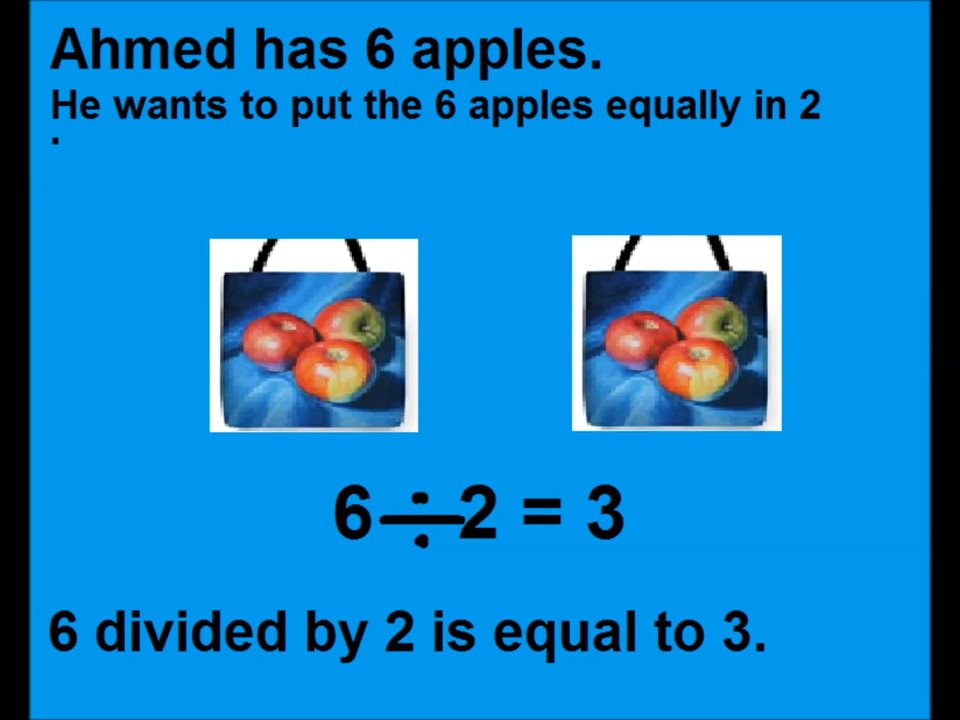 Ahmed has 6 apples.
He wants to put the 6 apples equally in 2
6 ÷ 2 = 3
6 divided by 2 is equal to 3.